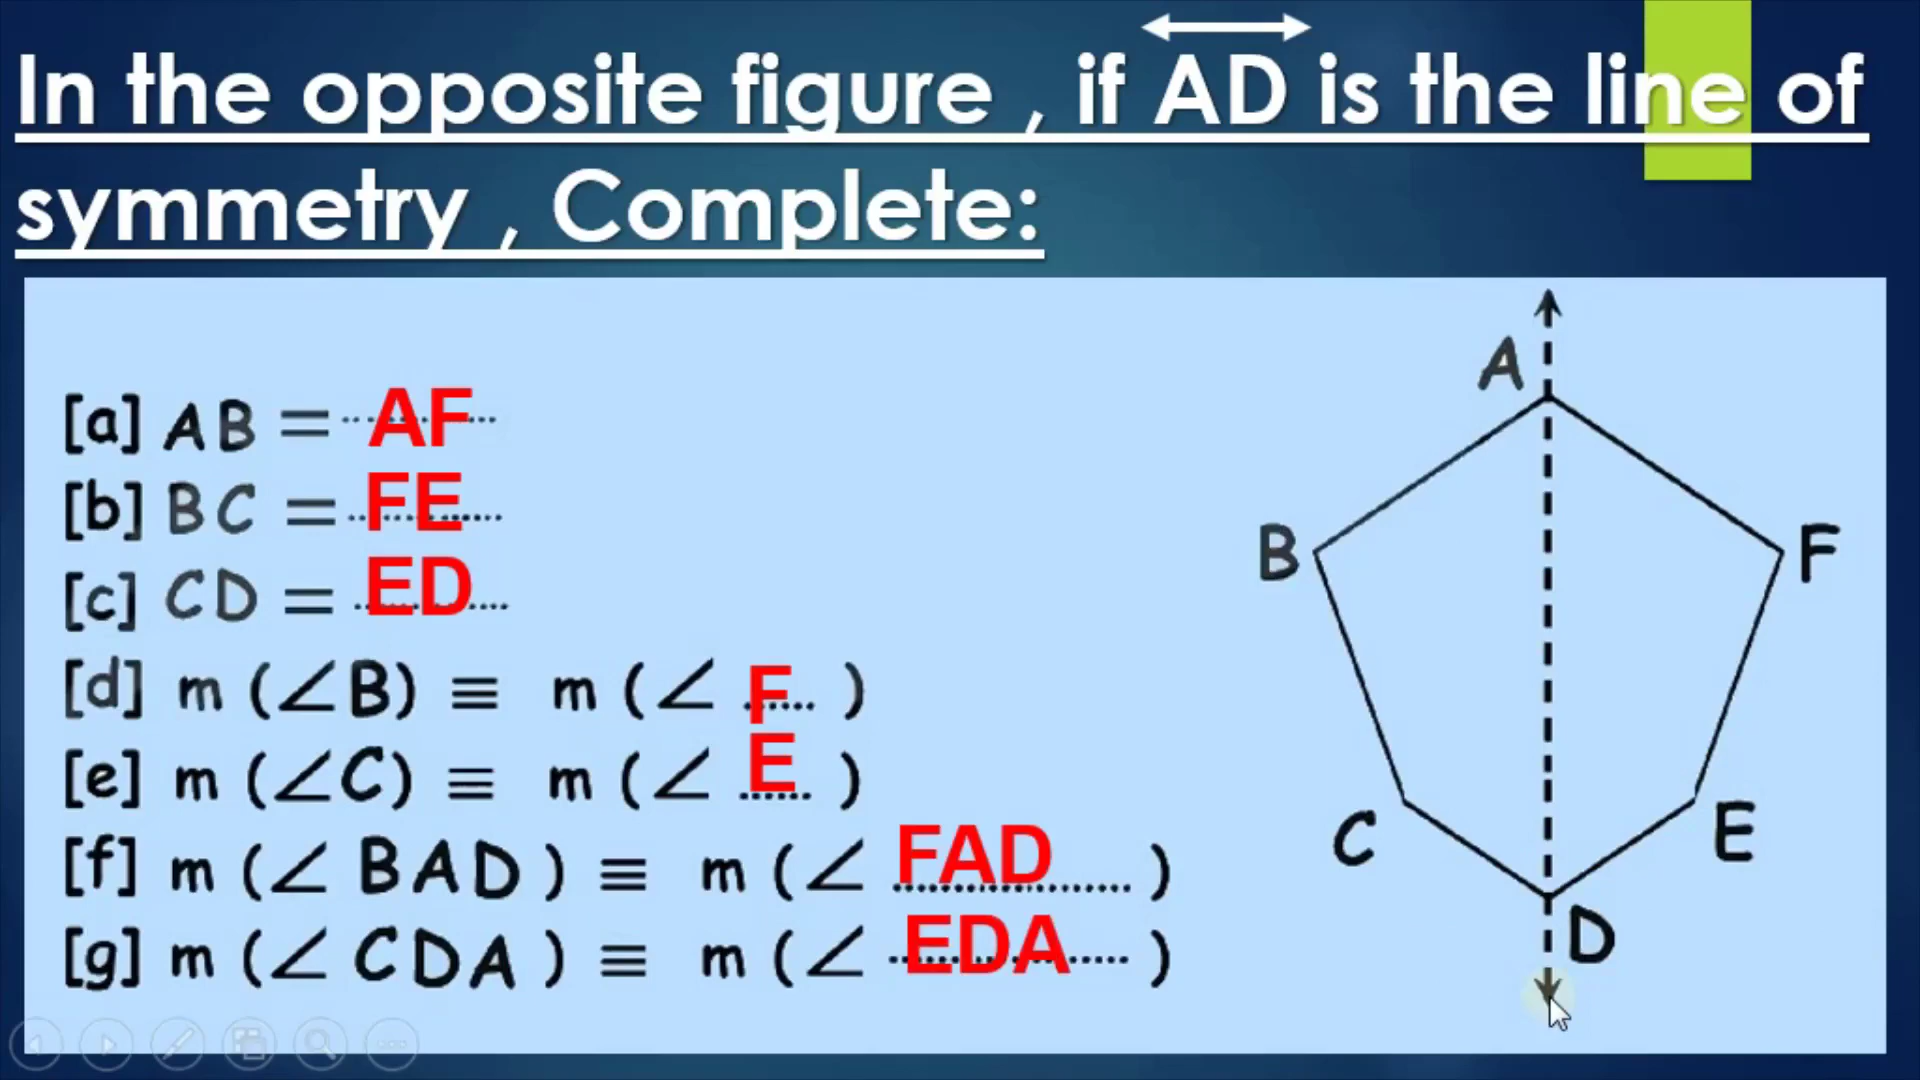 In the opposite figure , if AD is the line of
symmetry , Complete:
[a] AB = AF
[b] BC = FE
[c] CD = ED
[d] m (∠B) ≡ m (∠ F )
[e] m (∠C) ≡ m (∠ E )
[f] m (∠ BAD ) ≡ m (∠ FAD )
[g] m (∠ CDA ) ≡ m (∠ EDA )
A
B
F
C
E
D